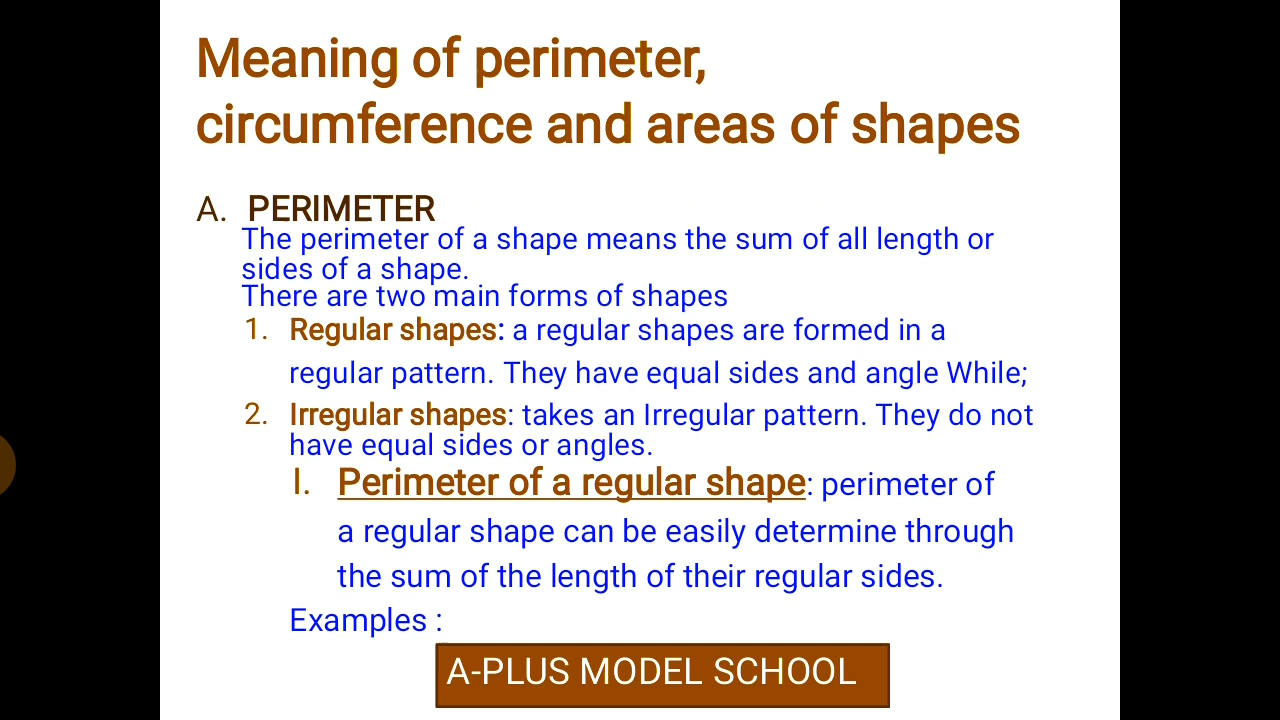 Meaning of perimeter,
circumference and areas of shapes
A. PERIMETER
The perimeter of a shape means the sum of all length or
sides of a shape.
There are two main forms of shapes
1. Regular shapes: a regular shapes are formed in a
regular pattern. They have equal sides and angle While;
2. Irregular shapes: takes an Irregular pattern. They do not
have equal sides or angles.
I. Perimeter of a regular shape: perimeter of
a regular shape can be easily determine through
the sum of the length of their regular sides.
Examples :
A-PLUS MODEL SCHOOL